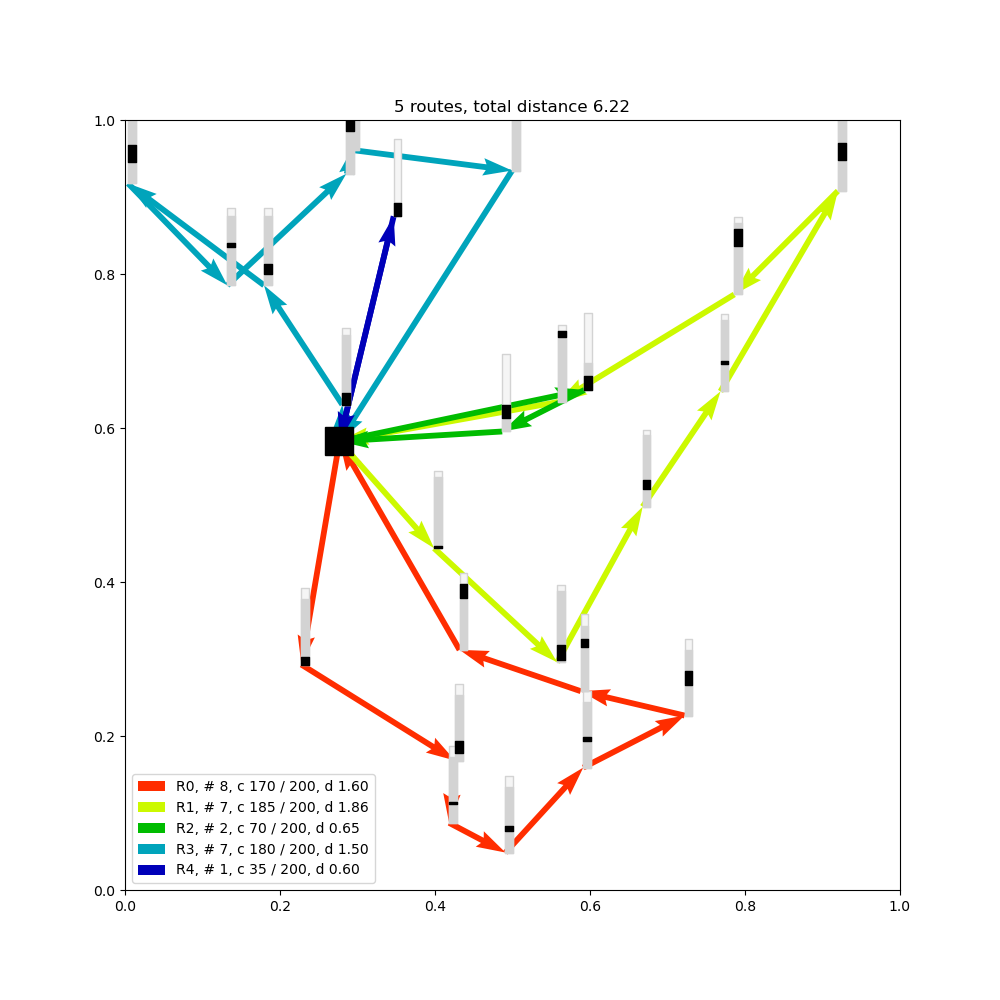 5 routes, total distance 6.22
1.0
0.8
0.6
0.4
0.2
0.0
R0, # 8, c 170 / 200, d 1.60
R1, # 7, c 185 / 200, d 1.86
R2, # 2, c 70 / 200, d 0.65
R3, # 7, c 180 / 200, d 1.50
R4, # 1, c 35 / 200, d 0.60
0.0 0.2 0.4 0.6 0.8 1.0